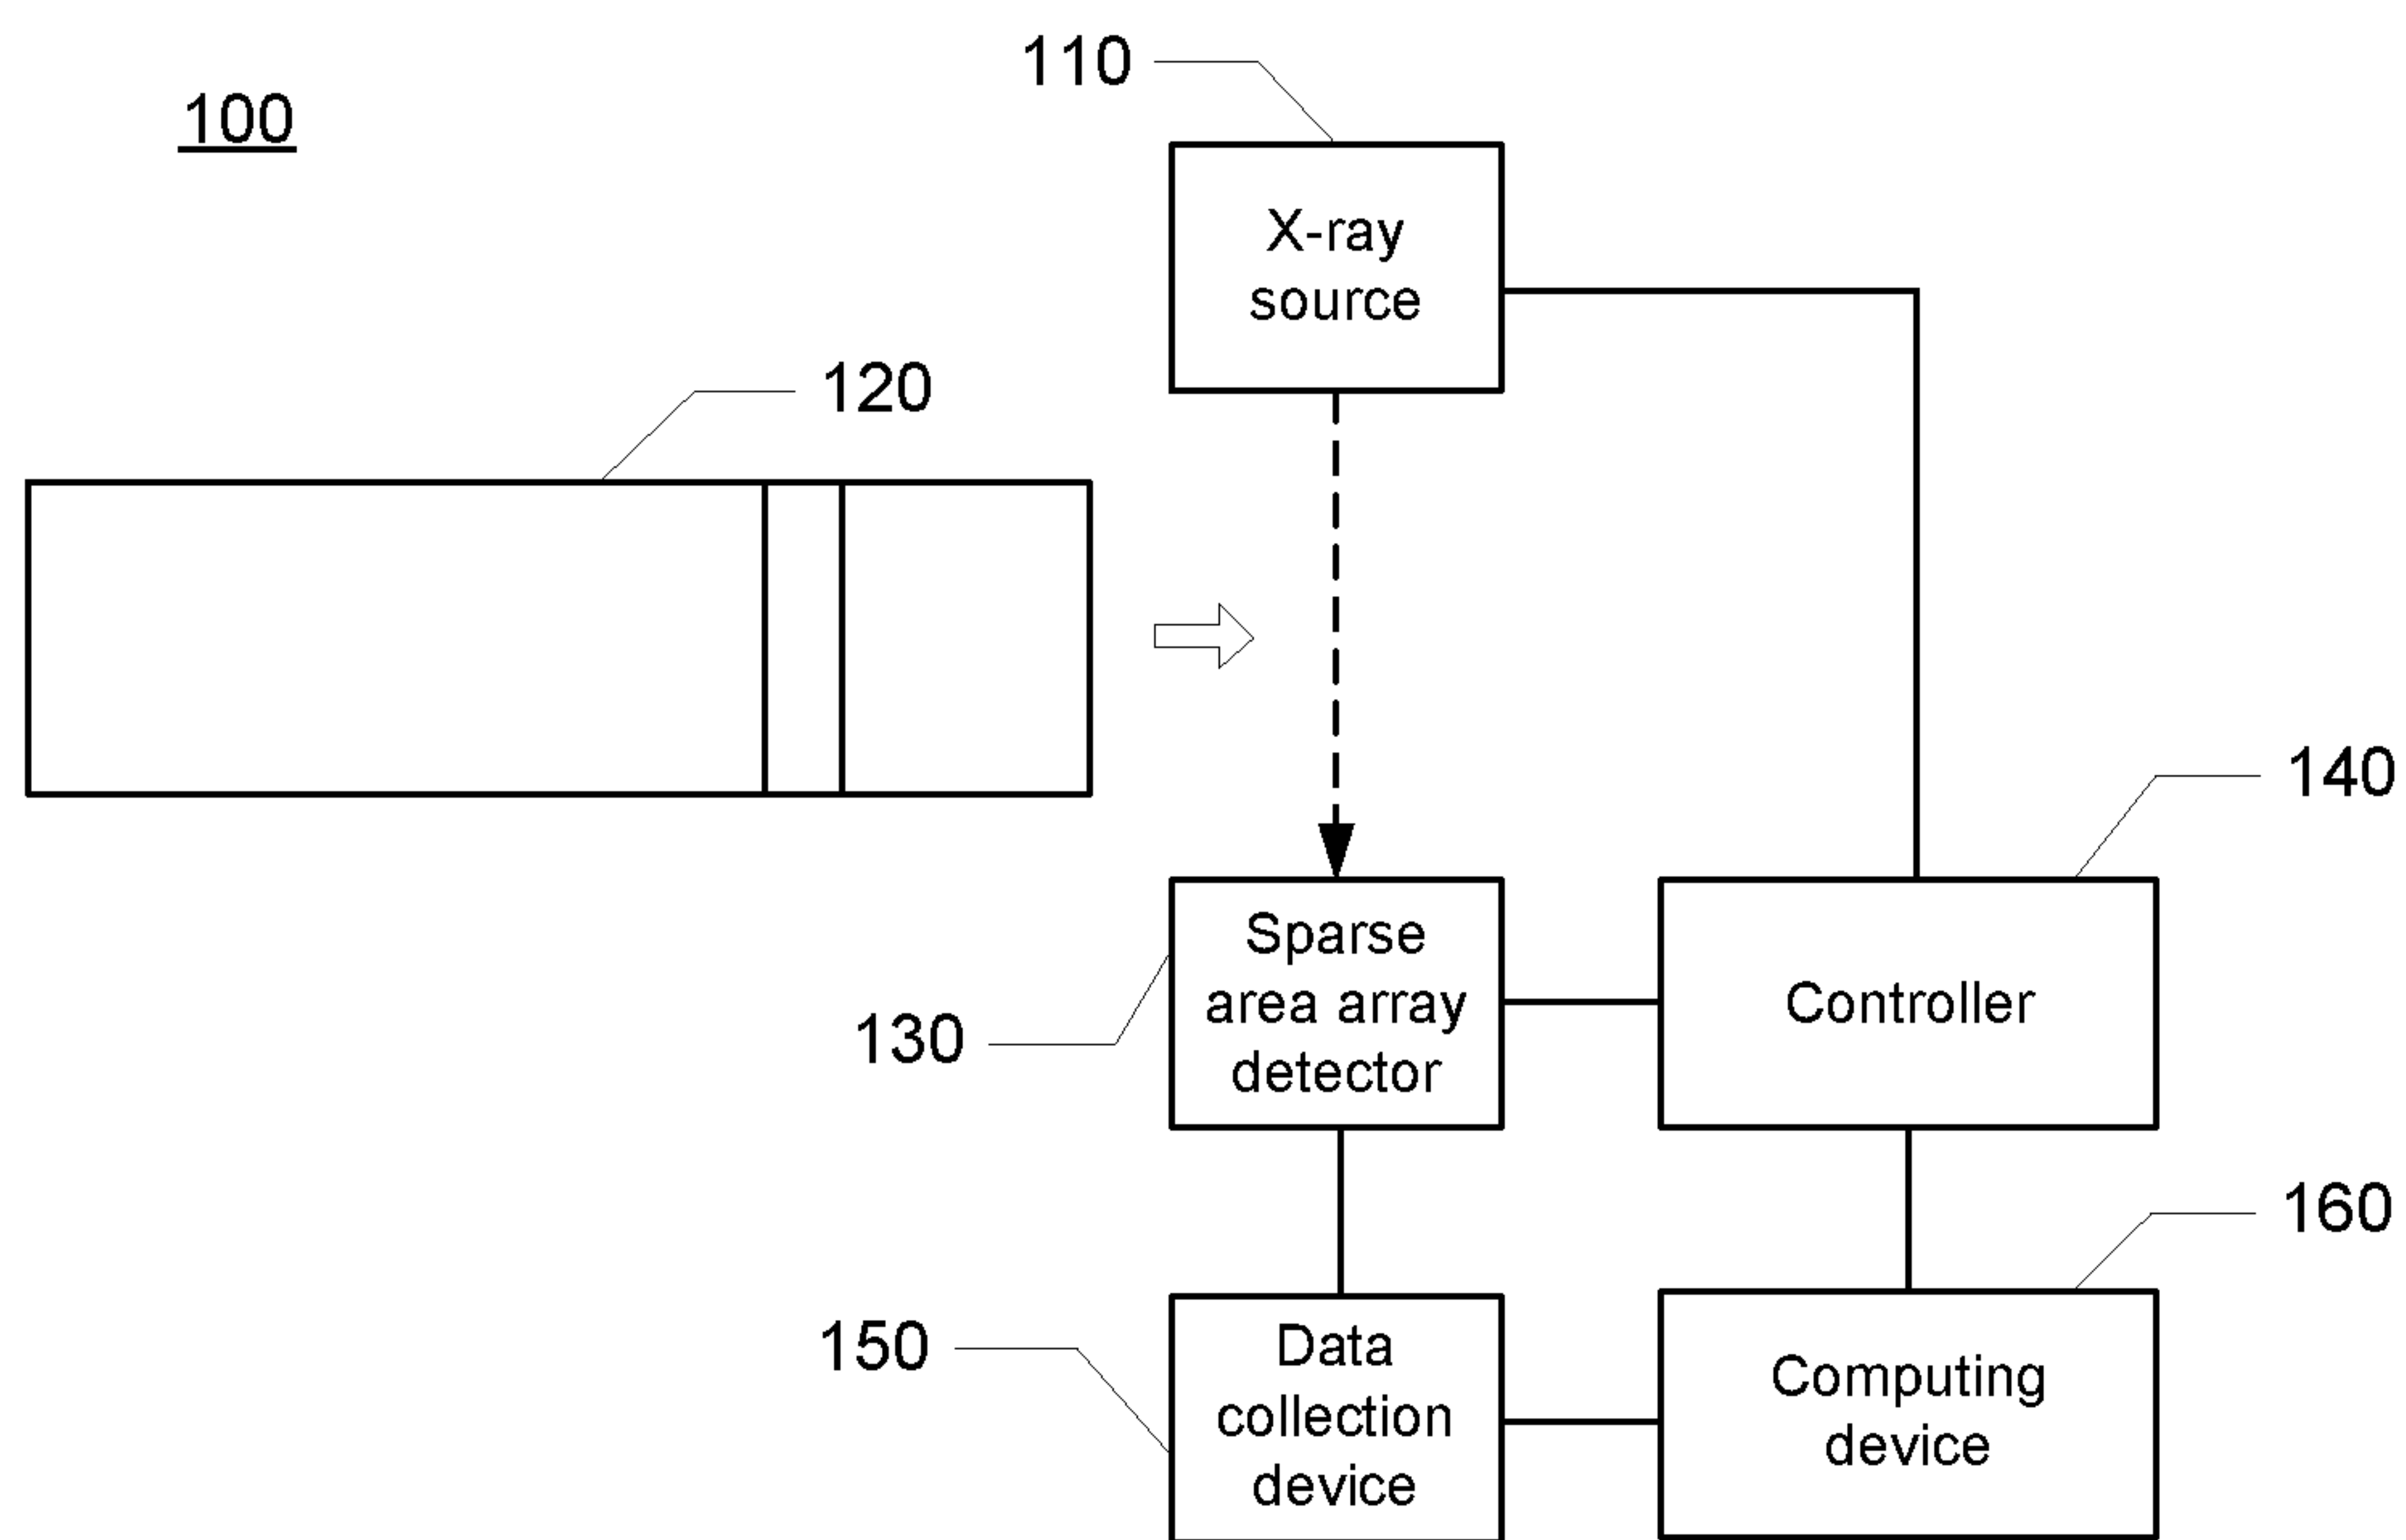 110
100
X-ray
source
120
140
Sparse
area array
detector
130
Controller
160
150
Data
collection
device
Computing
device